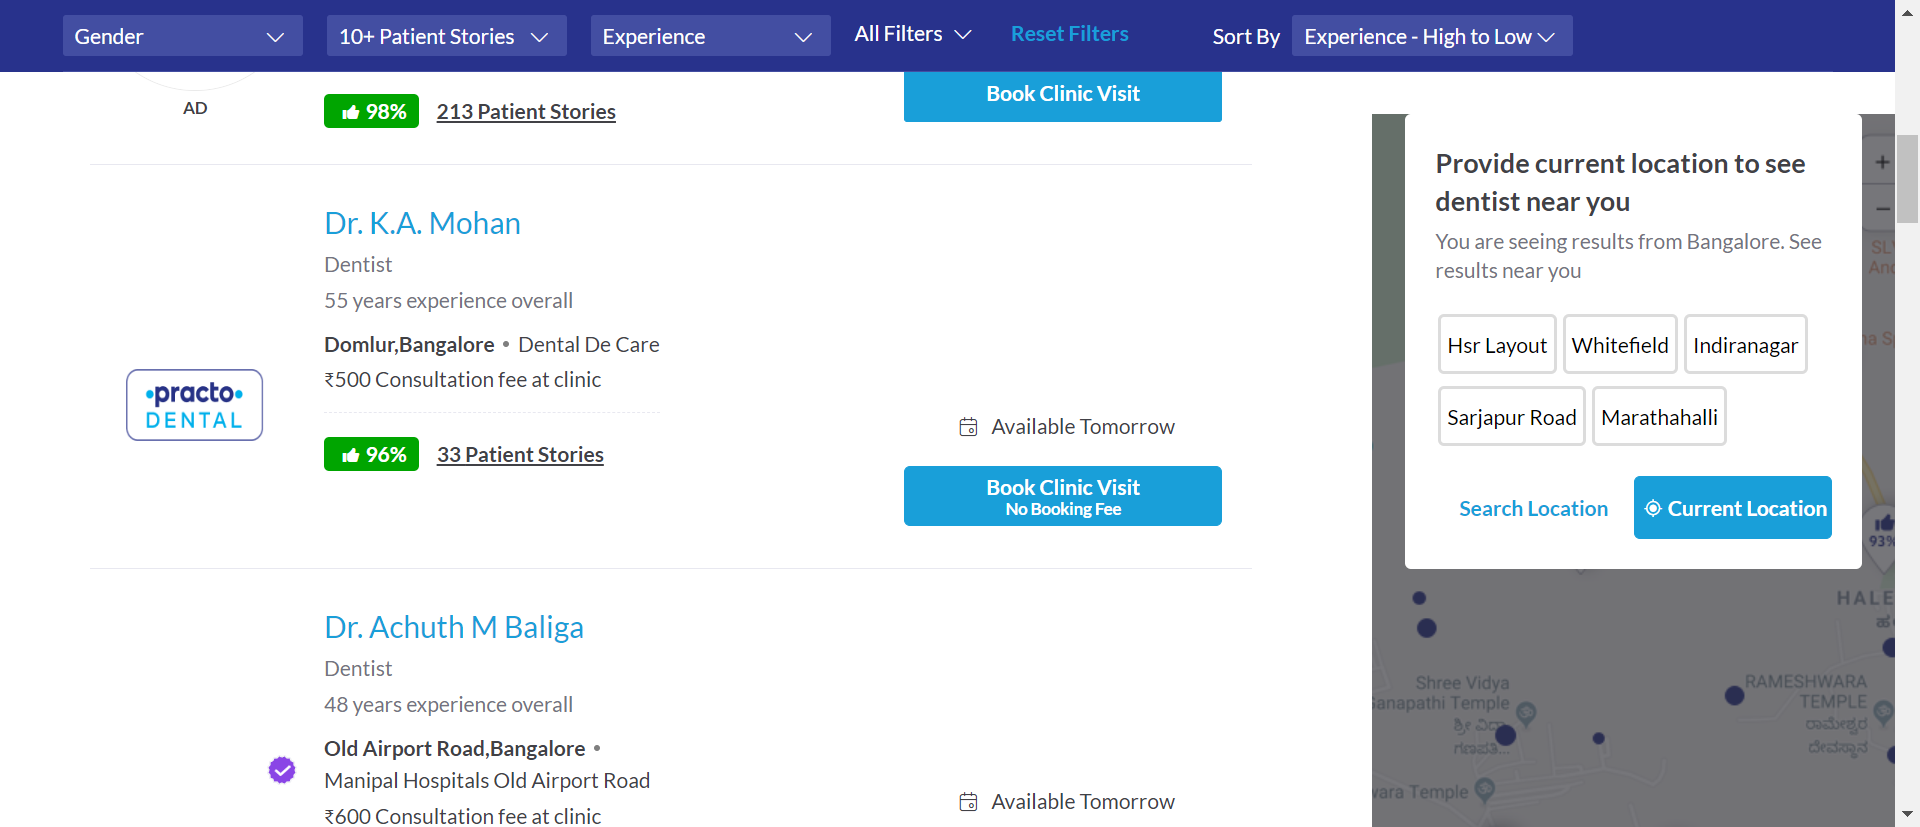 Gender
10+ Patient Stories
Experience
All Filters
Reset Filters
Sort By
Experience - High to Low
AD
98%
213 Patient Stories
Book Clinic Visit
practo
DENTAL
Dr. K.A. Mohan
Dentist
55 years experience overall
Domlur,Bangalore • Dental De Care
₹500 Consultation fee at clinic
96%
33 Patient Stories
Available Tomorrow
Book Clinic Visit
No Booking Fee
Dr. Achuth M Baliga
Dentist
48 years experience overall
Old Airport Road,Bangalore •
Manipal Hospitals Old Airport Road
₹600 Consultation fee at clinic
Available Tomorrow
Provide current location to see
dentist near you
You are seeing results from Bangalore. See
results near you
Hsr Layout
Whitefield
Indiranagar
Sarjapur Road
Marathahalli
Search Location
Current Location
+
−
93%
HALE
Shree Vidya
Ganapathi Temple
ಶ್ರೀ ವಿದ್ಯಾ
ಗಣಪತಿ...
RAMESHWARA
TEMPLE
ರಾಮೇಶ್ವರ
ದೇವಸ್ಥಾನ
wara Temple